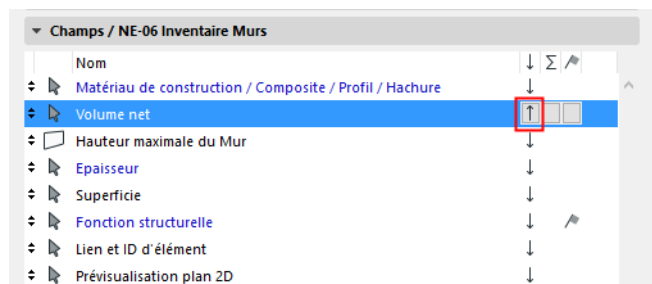 Champs / NE-06 Inventaire Murs
Nom ↓ Σ
Matériau de construction / Composite / Profil / Hachure ↓
Volume net ↑
Hauteur maximale du Mur ↓
Epaisseur ↓
Superficie ↓
Fonction structurelle ↓
Lien et ID d'élément ↓
Prévisualisation plan 2D ↓